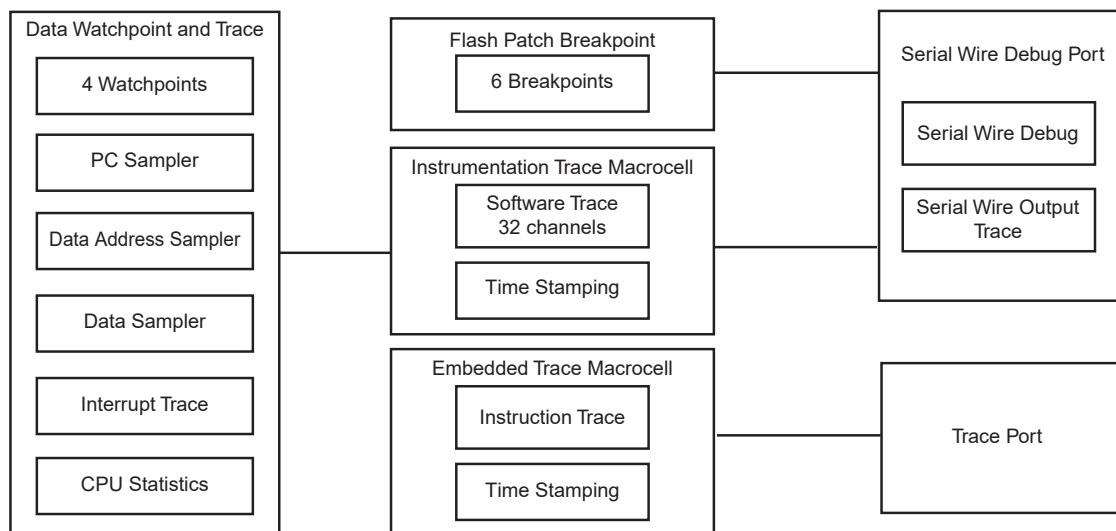 Data Watchpoint and Trace
4 Watchpoints
PC Sampler
Data Address Sampler
Data Sampler
Interrupt Trace
CPU Statistics
Flash Patch Breakpoint
6 Breakpoints
Instrumentation Trace Macrocell
Software Trace
32 channels
Time Stamping
Embedded Trace Macrocell
Instruction Trace
Time Stamping
Serial Wire Debug Port
Serial Wire Debug
Serial Wire Output
Trace
Trace Port